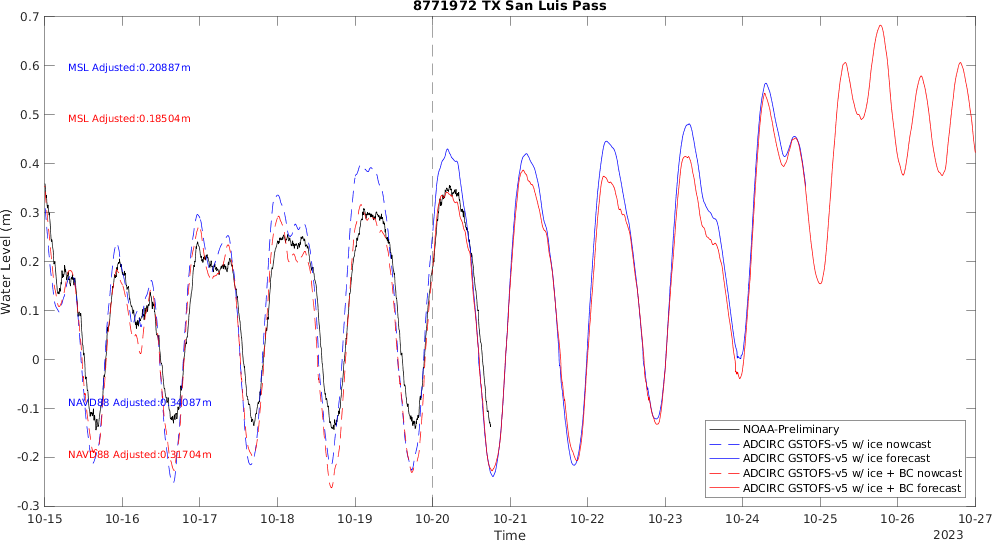 8771972 TX San Luis Pass
0.7
0.6
0.5
0.4
0.3
0.2
0.1
0
-0.1
-0.2
-0.3
Water Level (m)
MSL Adjusted:0.20887m
MSL Adjusted:0.18504m
NAVD88 Adjusted:0.34087m
NAVD88 Adjusted:0.31704m
NOAA-Preliminary
ADCIRC GSTOFS-v5 w/ ice nowcast
ADCIRC GSTOFS-v5 w/ ice forecast
ADCIRC GSTOFS-v5 w/ ice + BC nowcast
ADCIRC GSTOFS-v5 w/ ice + BC forecast
10-15 10-16 10-17 10-18 10-19 10-20 10-21 10-22 10-23 10-24 10-25 10-26 10-27
Time
2023